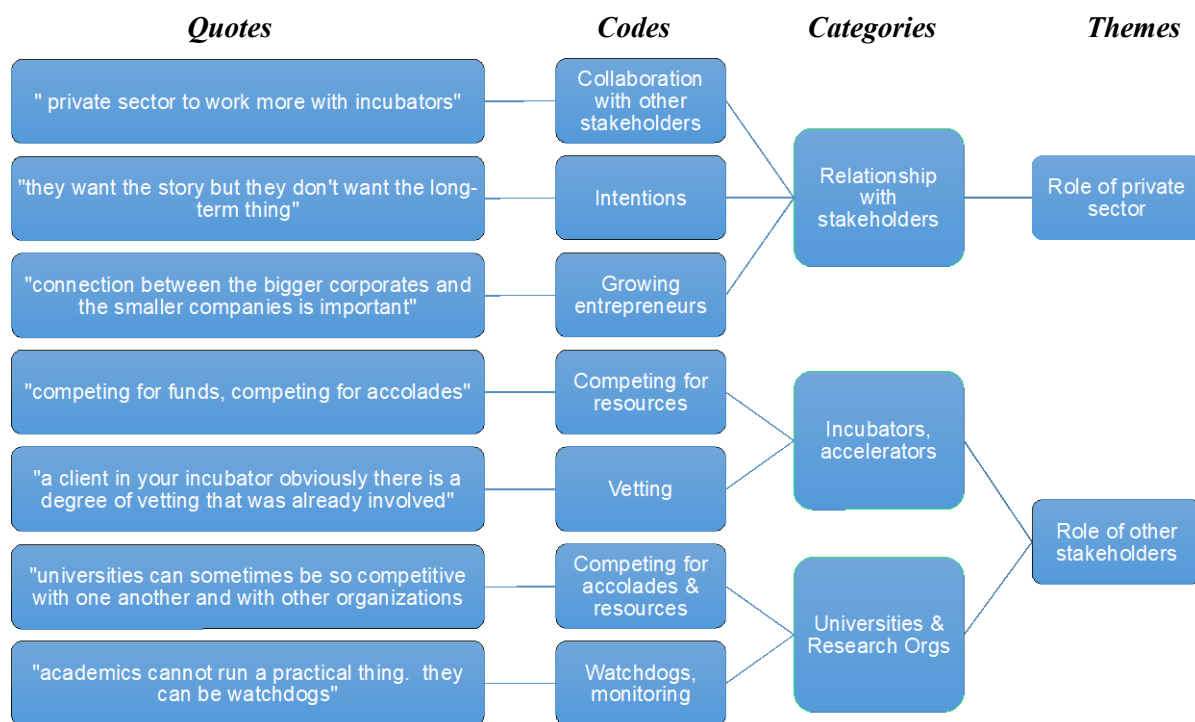 Quotes
Codes
Categories
Themes
" private sector to work more with incubators"
Collaboration
with other
stakeholders
"they want the story but they don't want the long-
term thing"
Intentions
Relationship
with
stakeholders
Role of private
sector
"connection between the bigger corporates and
the smaller companies is important"
Growing
entrepreneurs
"competing for funds, competing for accolades"
Competing for
resources
Incubators,
accelerators
"a client in your incubator obviously there is a
degree of vetting that was already involved"
Vetting
Role of other
stakeholders
"universities can sometimes be so competitive
with one another and with other organizations
Competing for
accolades &
resources
Universities &
Research Orgs
"academics cannot run a practical thing.  they
can be watchdogs"
Watchdogs,
monitoring